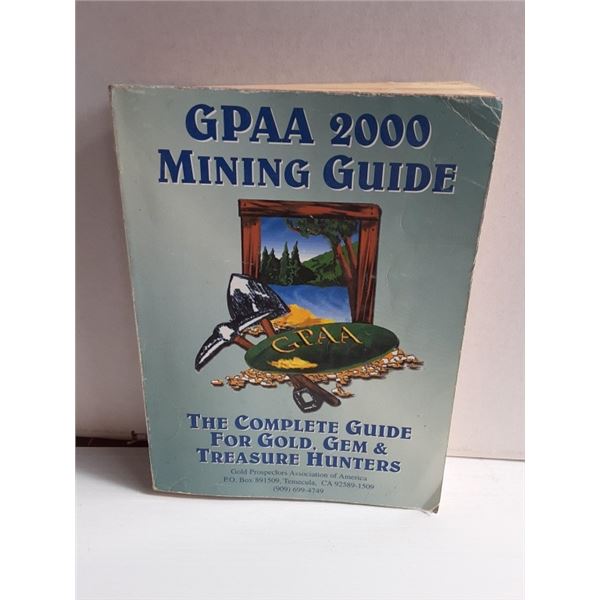 GPAA 2000
MINING GUIDE
GPAA
THE COMPLETE GUIDE
FOR GOLD, GEM &
TREASURE HUNTERS
Gold Prospectors Association of America
P.O. Box 891509, Temecula, CA 92589-1509
(909) 699-4749